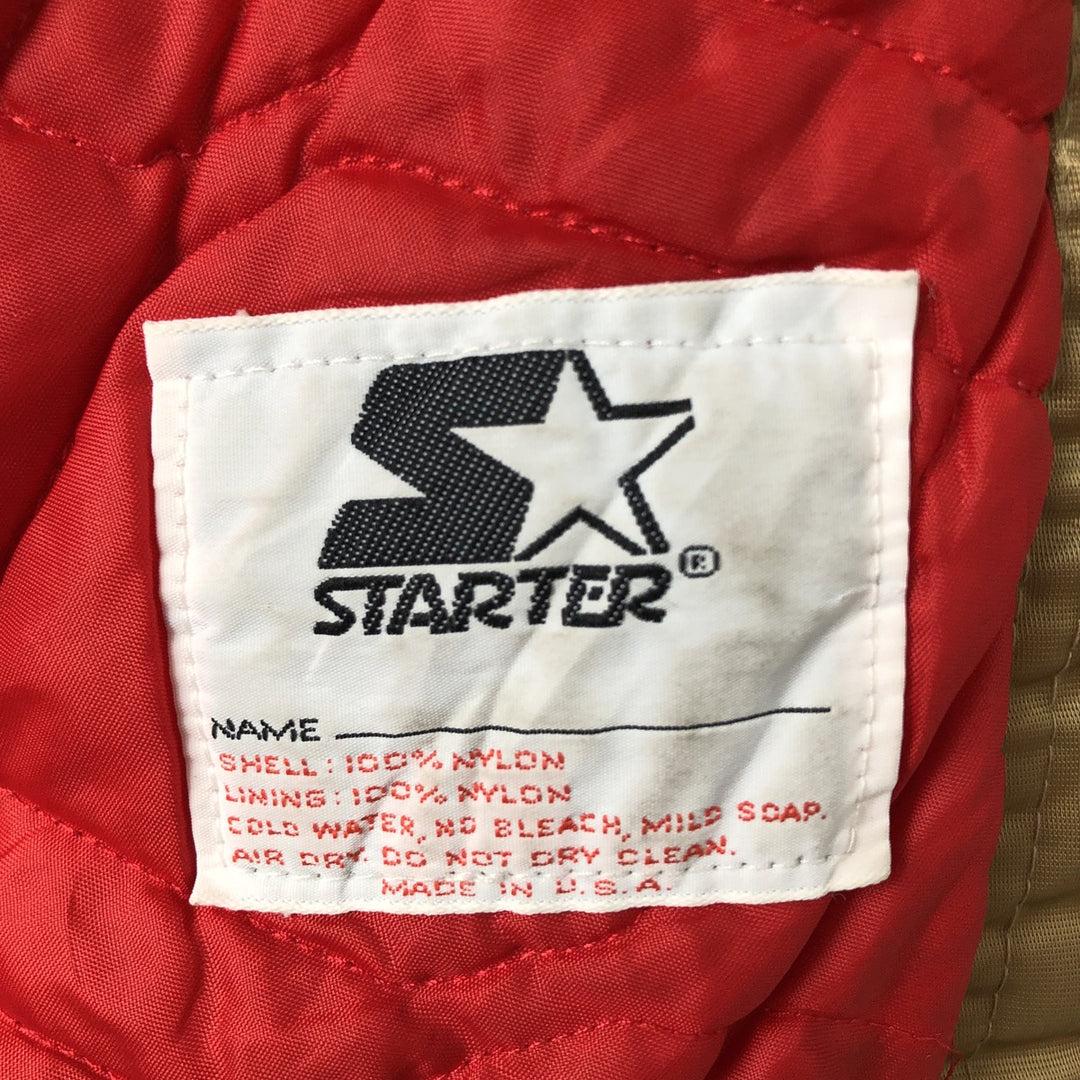 STARTER®
NAME
SHELL: 100% NYLON
LINING: 100% NYLON
COLD WATER, NO BLEACH, MILD SOAP.
AIR DRY. DO NOT DRY CLEAN.
MADE IN U.S.A.